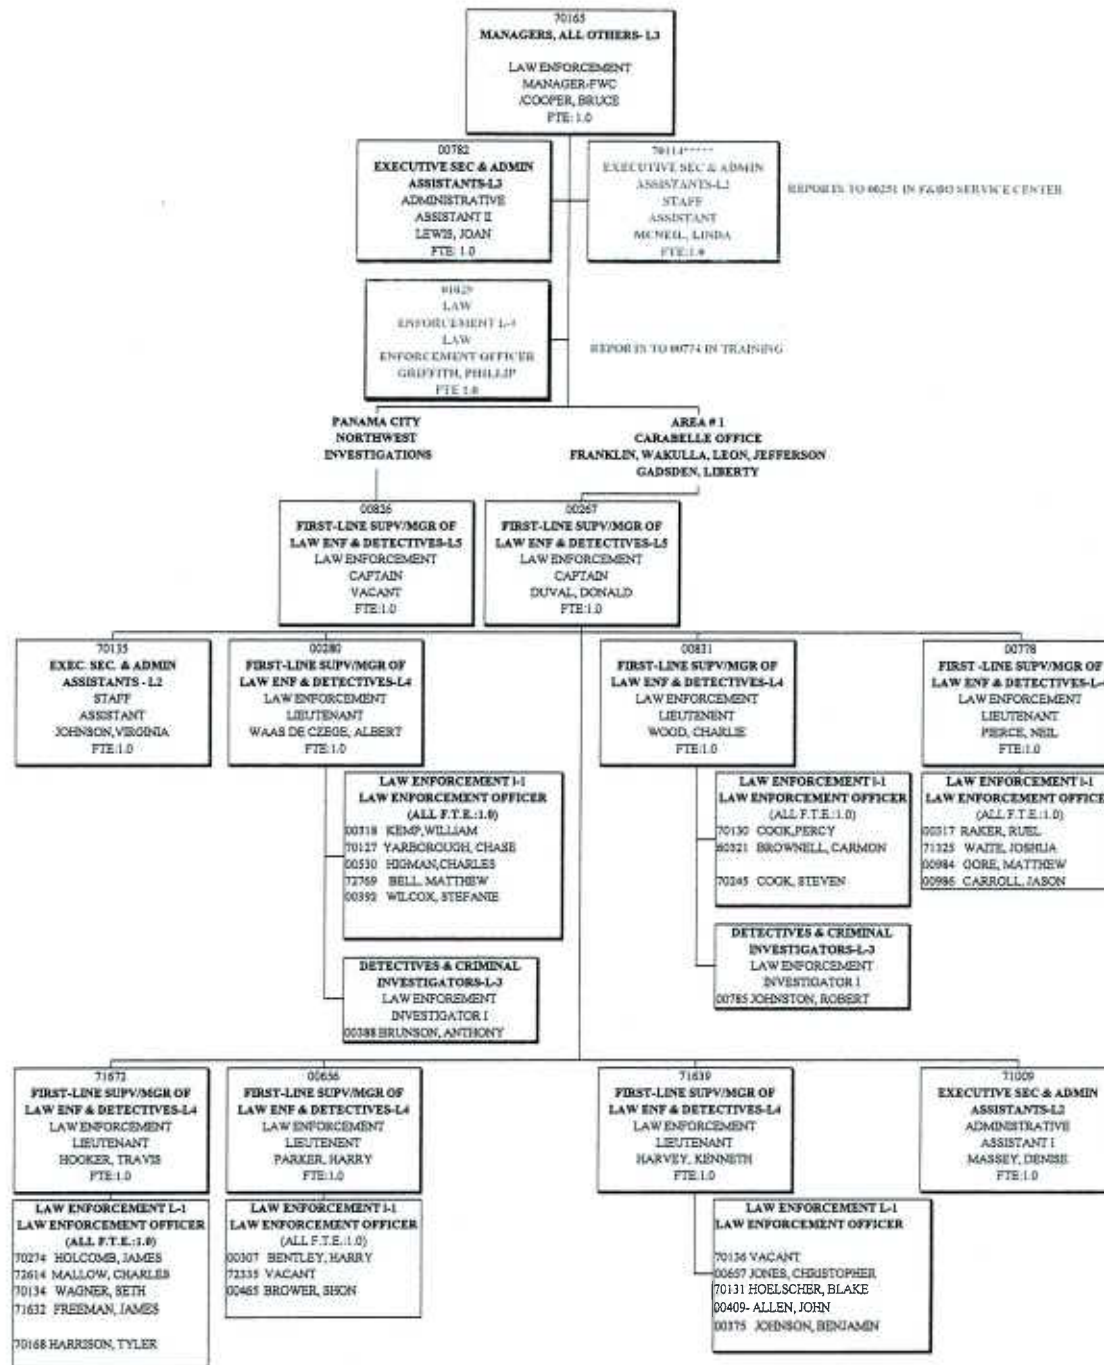 70165
MANAGERS, ALL OTHERS- L3
LAW ENFORCEMENT
MANAGER-FWC
/COOPER, BRUCE
FTE: 1.0
00782
EXECUTIVE SEC & ADMIN
ASSISTANTS-L3
ADMINISTRATIVE
ASSISTANT II
LEWIS, JOAN
FTE: 1.0
70114*****
EXECUTIVE SEC & ADMIN
ASSISTANTS-L2
STAFF
ASSISTANT
MCNEIL, LINDA
FTE:1.0
REPORTS TO 00251 IN F&BO SERVICE CENTER
01029
LAW
ENFORCEMENT L-4
LAW
ENFORCEMENT OFFICER
GRIFFITH, PHILLIP
FTE 1.0
REPORTS TO 00774 IN TRAINING
PANAMA CITY
NORTHWEST
INVESTIGATIONS
AREA # 1
CARABELLE OFFICE
FRANKLIN, WAKULLA, LEON, JEFFERSON
GADSDEN, LIBERTY
00826
FIRST-LINE SUPV/MGR OF
LAW ENF & DETECTIVES-L5
LAW ENFORCEMENT
CAPTAIN
VACANT
FTE:1.0
00267
FIRST-LINE SUPV/MGR OF
LAW ENF & DETECTIVES-L5
LAW ENFORCEMENT
CAPTAIN
DUVAL, DONALD
FTE:1.0
70135
EXEC. SEC. & ADMIN
ASSISTANTS - L2
STAFF
ASSISTANT
JOHNSON,VIRGINIA
FTE:1.0
00280
FIRST-LINE SUPV/MGR OF
LAW ENF & DETECTIVES-L4
LAW ENFORCEMENT
LIEUTENANT
WAAS DE CZEGE, ALBERT
FTE:1.0
00831
FIRST-LINE SUPV/MGR OF
LAW ENF & DETECTIVES-L4
LAW ENFORCEMENT
LIEUTENENT
WOOD, CHARLIE
FTE:1.0
00778
FIRST -LINE SUPV/MGR OF
LAW ENF & DETECTIVES-L-4
LAW ENFORCEMENT
LIEUTENANT
PIERCE, NEIL
FTE:1.0
LAW ENFORCEMENT l-1
LAW ENFORCEMENT OFFICER
(ALL F.T.E.:1.0)
00318 KEMP,WILLIAM
70127 YARBOROUGH, CHASE
00530 HIGMAN,CHARLES
72769 BELL, MATTHEW
00392 WILCOX, STEFANIE
LAW ENFORCEMENT l-1
LAW ENFORCEMENT OFFICER
(ALL F.T.E.:1.0)
70130 COOK,PERCY
80321 BROWNELL, CARMON
70245 COOK, STEVEN
LAW ENFORCEMENT l-1
LAW ENFORCEMENT OFFICE
(ALL F.T.E.:1.0)
00317 RAKER, RUEL
71325 WAITE, JOSHUA
00984 GORE, MATTHEW
00986 CARROLL, JASON
DETECTIVES & CRIMINAL
INVESTIGATORS-L-3
LAW ENFOREMENT
INVESTIGATOR I
00388 BRUNSON, ANTHONY
DETECTIVES & CRIMINAL
INVESTIGATORS-L-3
LAW ENFORCEMENT
INVESTIGATOR I
00785 JOHNSTON, ROBERT
71672
FIRST-LINE SUPV/MGR OF
LAW ENF & DETECTIVES-L4
LAW ENFORCEMENT
LIEUTENANT
HOOKER, TRAVIS
FTE:1.0
00656
FIRST-LINE SUPV/MGR OF
LAW ENF & DETECTIVES-L4
LAW ENFORCEMENT
LIEUTENENT
PARKER, HARRY
FTE:1.0
71639
FIRST-LINE SUPV/MGR OF
LAW ENF & DETECTIVES-L4
LAW ENFORCEMENT
LIEUTENANT
HARVEY, KENNETH
FTE:1.0
71009
EXECUTIVE SEC & ADMIN
ASSISTANTS-L2
ADMINISTRATIVE
ASSISTANT I
MASSEY, DENISE
FTE:1.0
LAW ENFORCEMENT L-1
LAW ENFORCEMENT OFFICER
(ALL F.T.E.:1.0)
70274 HOLCOMB, JAMES
72614 MALLOW, CHARLES
70134 WAGNER, SETH
71632 FREEMAN, JAMES
70168 HARRISON, TYLER
LAW ENFORCEMENT l-1
LAW ENFORCEMENT OFFICER
(ALL F.T.E.:1.0)
00307 BENTLEY, HARRY
72335 VACANT
00465 BROWER, SHON
LAW ENFORCEMENT L-1
LAW ENFORCEMENT OFFICER
70136 VACANT
00657 JONES, CHRISTOPHER
70131 HOELSCHER, BLAKE
00409- ALLEN, JOHN
00375 JOHNSON, BENJAMIN